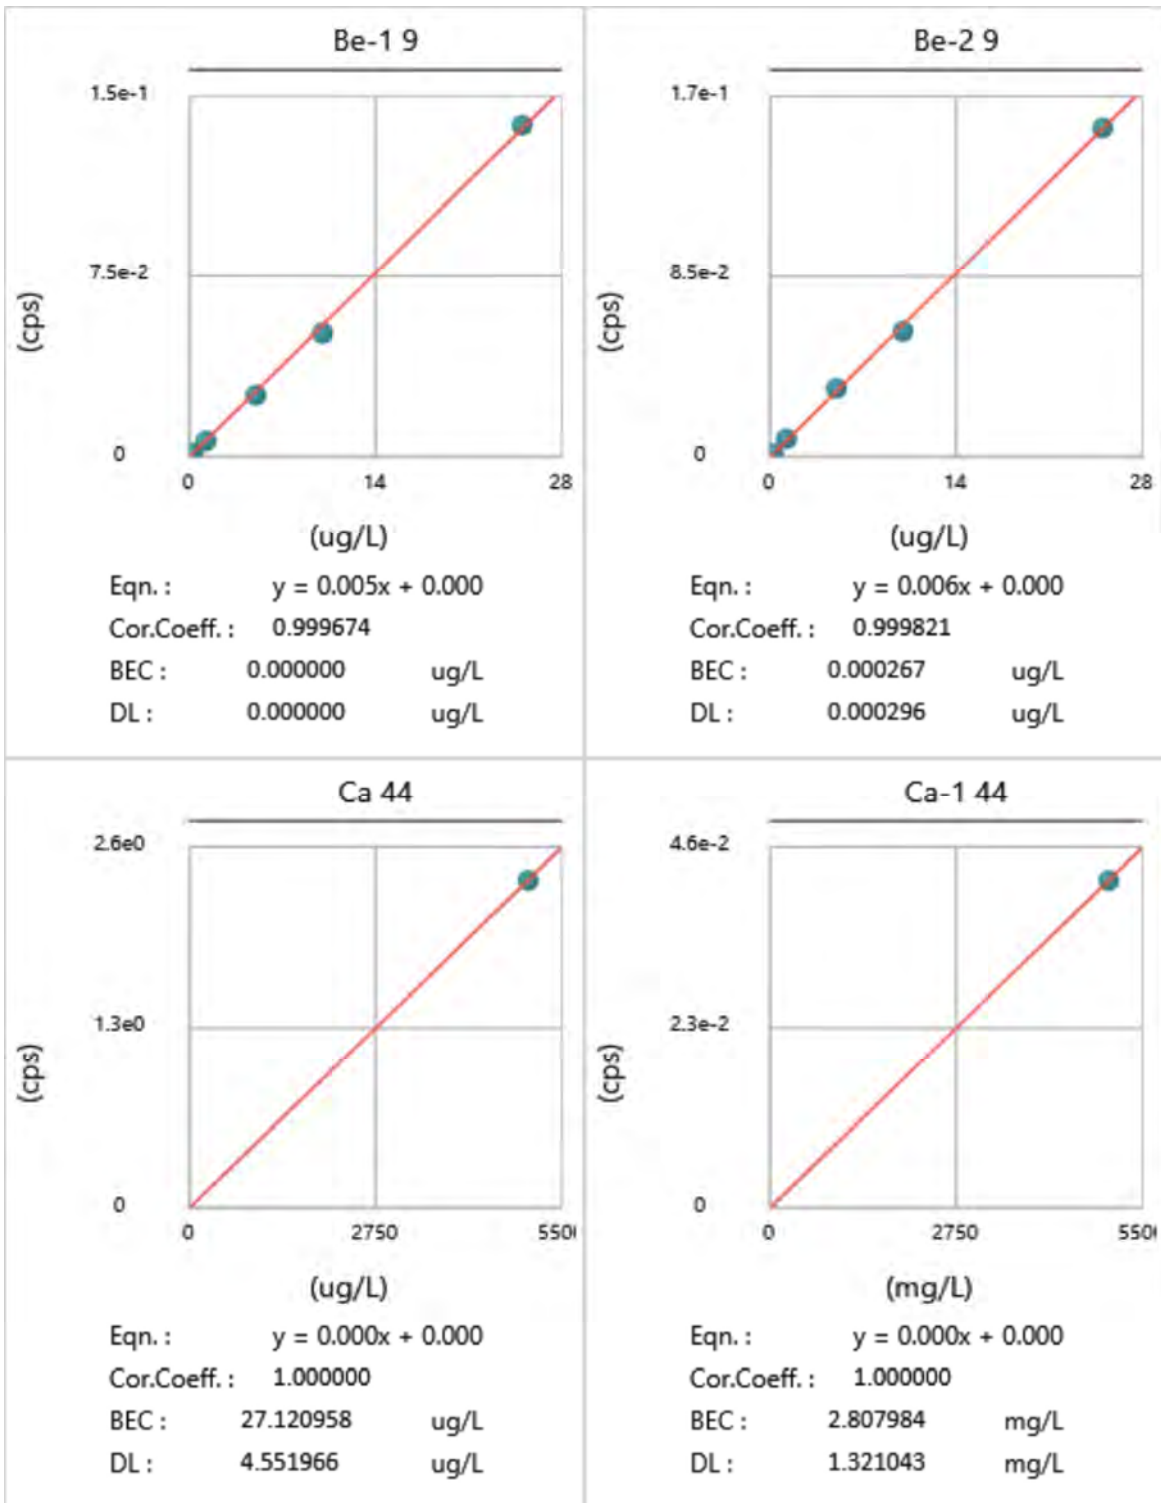 Be-1 9
1.5e-1
7.5e-2
0
(cps)
0 14 28
(ug/L)
Eqn. : y = 0.005x + 0.000
Cor.Coeff. : 0.999674
BEC : 0.000000 ug/L
DL : 0.000000 ug/L
Be-2 9
1.7e-1
8.5e-2
0
(cps)
0 14 28
(ug/L)
Eqn. : y = 0.006x + 0.000
Cor.Coeff. : 0.999821
BEC : 0.000267 ug/L
DL : 0.000296 ug/L
Ca 44
2.6e0
1.3e0
0
(cps)
0 2750
(ug/L)
Eqn. : y = 0.000x + 0.000
Cor.Coeff. : 1.000000
BEC : 27.120958 ug/L
DL : 4.551966 ug/L
Ca-1 44
4.6e-2
2.3e-2
0
(cps)
0 2750
(mg/L)
Eqn. : y = 0.000x + 0.000
Cor.Coeff. : 1.000000
BEC : 2.807984 mg/L
DL : 1.321043 mg/L